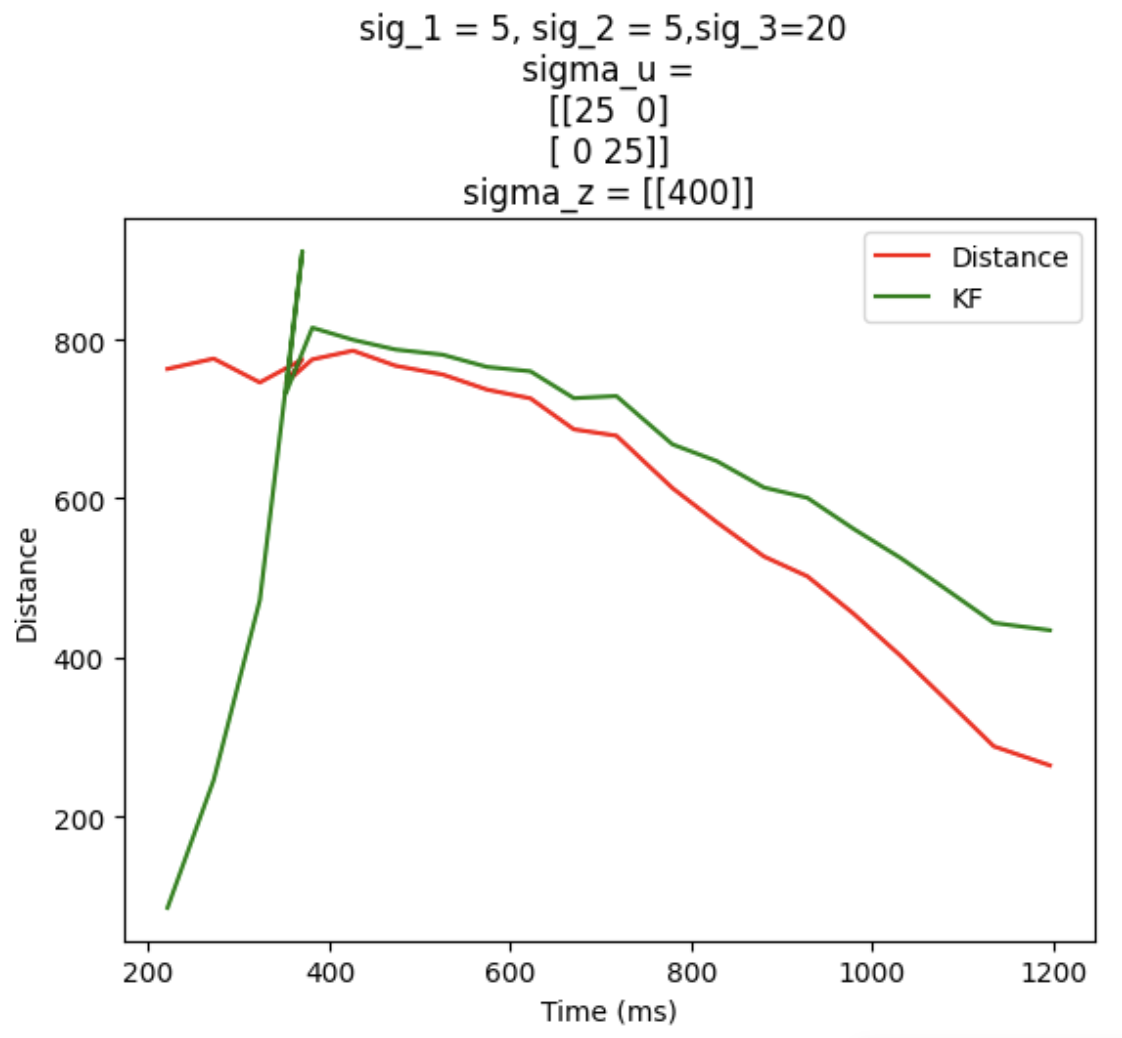 sig_1 = 5, sig_2 = 5,sig_3=20
sigma_u =
[[25  0]
[ 0 25]]
sigma_z = [[400]]
Distance
KF
Distance
800
600
400
200
200 400 600 800 1000 1200
Time (ms)